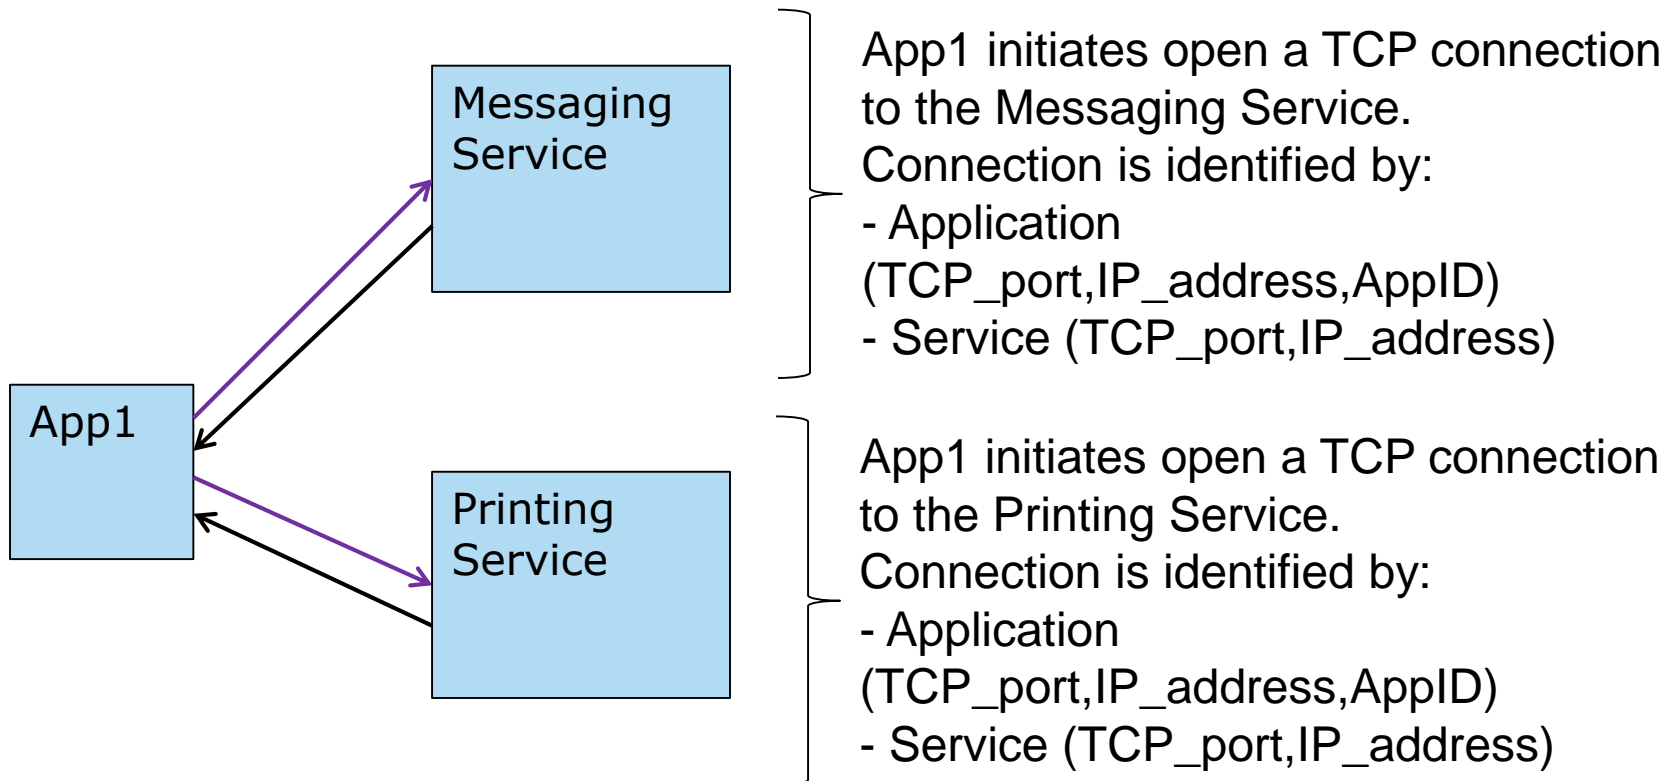 Messaging
Service
App1
Printing
Service
App1 initiates open a TCP connection
to the Messaging Service.
Connection is identified by:
- Application
(TCP_port,IP_address,AppID)
- Service (TCP_port,IP_address)
App1 initiates open a TCP connection
to the Printing Service.
Connection is identified by:
- Application
(TCP_port,IP_address,AppID)
- Service (TCP_port,IP_address)